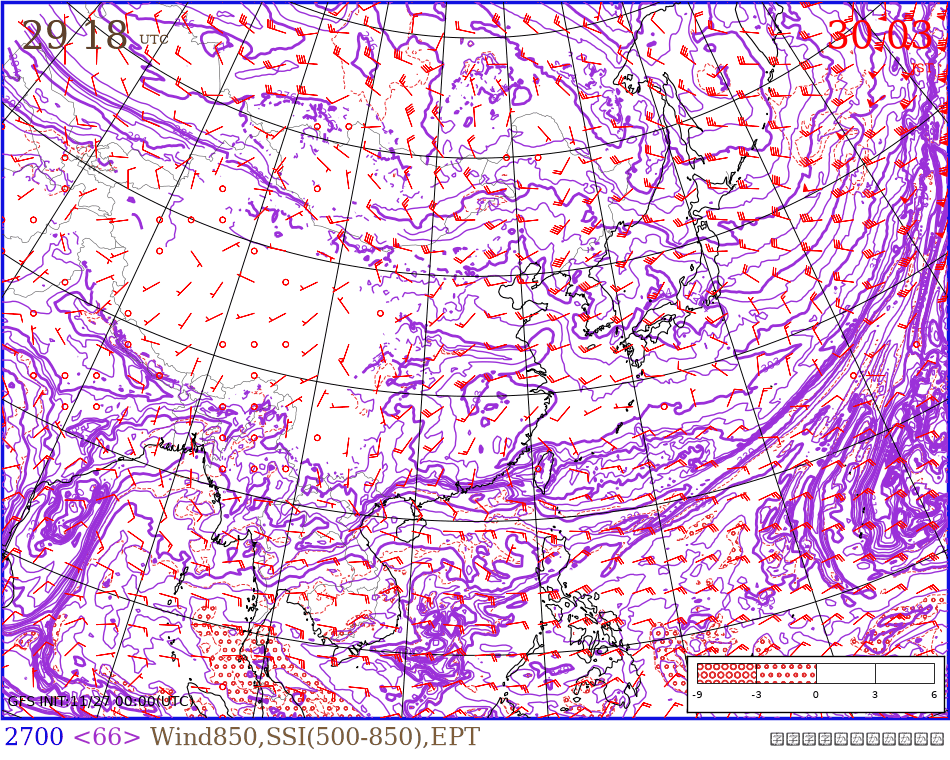 29.18 UTC
30.03
JST
GFS INIT:11/27 00:00(UTC)
-9 -3 0 3 6
2700 <66> Wind850,SSI(500-850),EPT